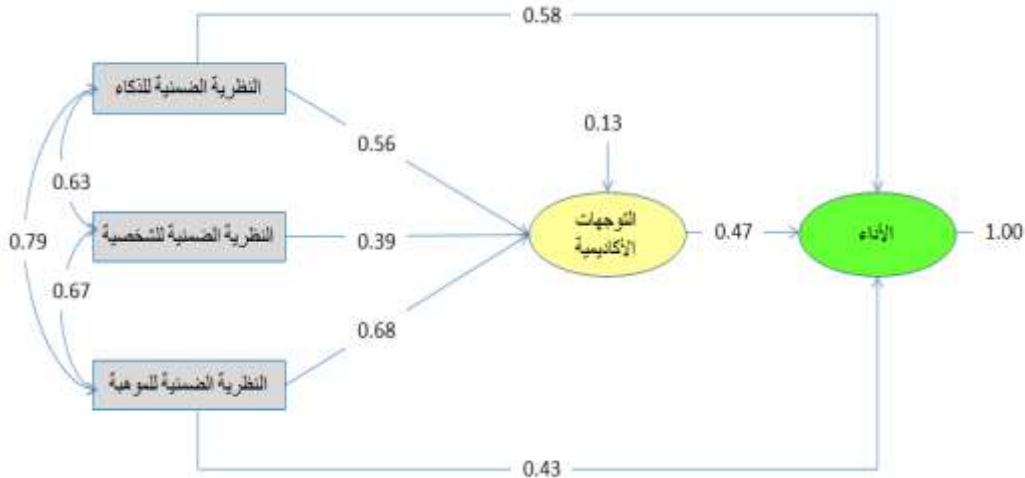 0.58
النظرية الضمنية للذكاء
0.13
0.56
0.63
التوجهات
الأكاديمية
النظرية الضمنية للشخصية
0.39
0.47
الأداء
1.00
0.79
0.67
0.68
النظرية الضمنية للموهبة
0.43